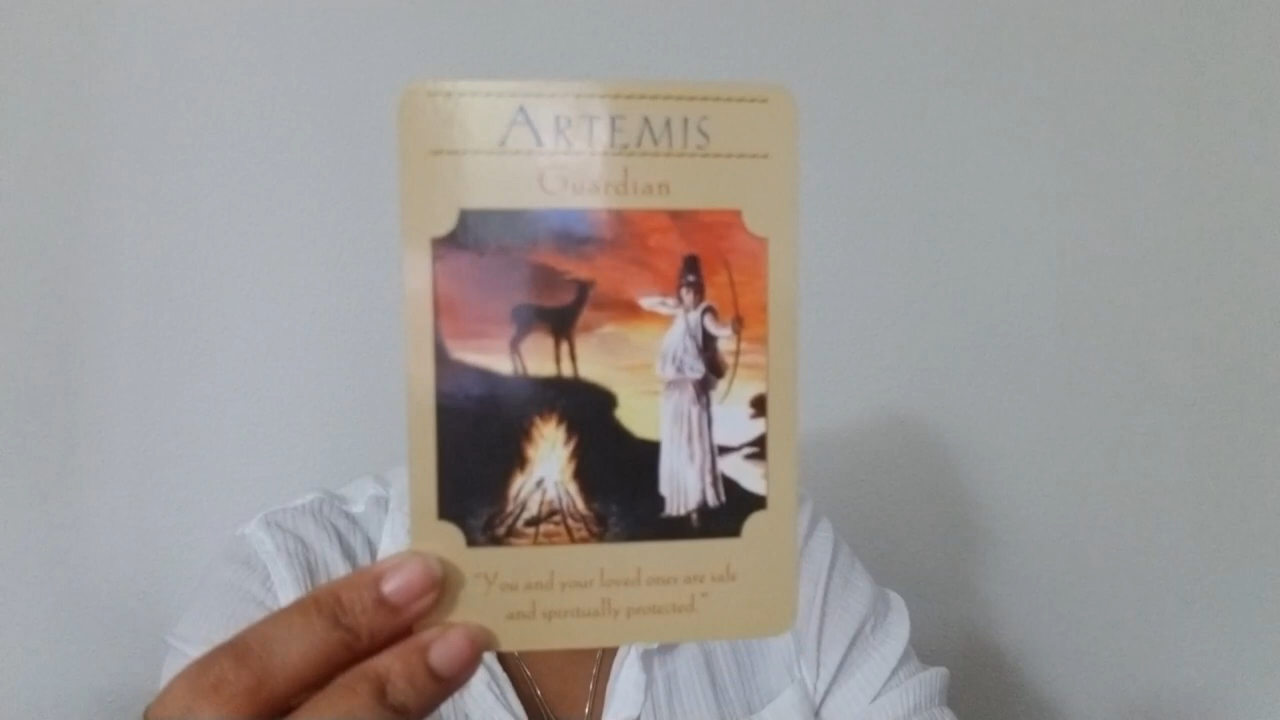 ARTEMIS
Guardian
"You and your loved ones are safe
and spiritually protected."